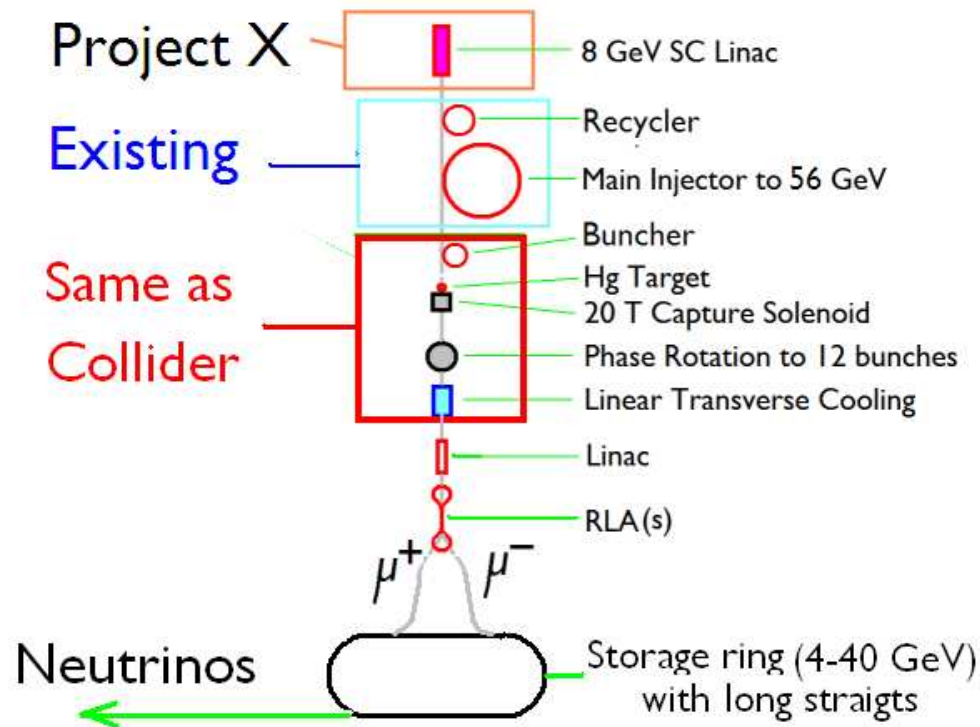 Project X
8 GeV SC Linac
Existing
Recycler
Main Injector to 56 GeV
Same as
Collider
Buncher
Hg Target
20 T Capture Solenoid
Phase Rotation to 12 bunches
Linear Transverse Cooling
Linac
RLA(s)
μ+ μ−
Neutrinos
Storage ring (4-40 GeV)
with long straigts